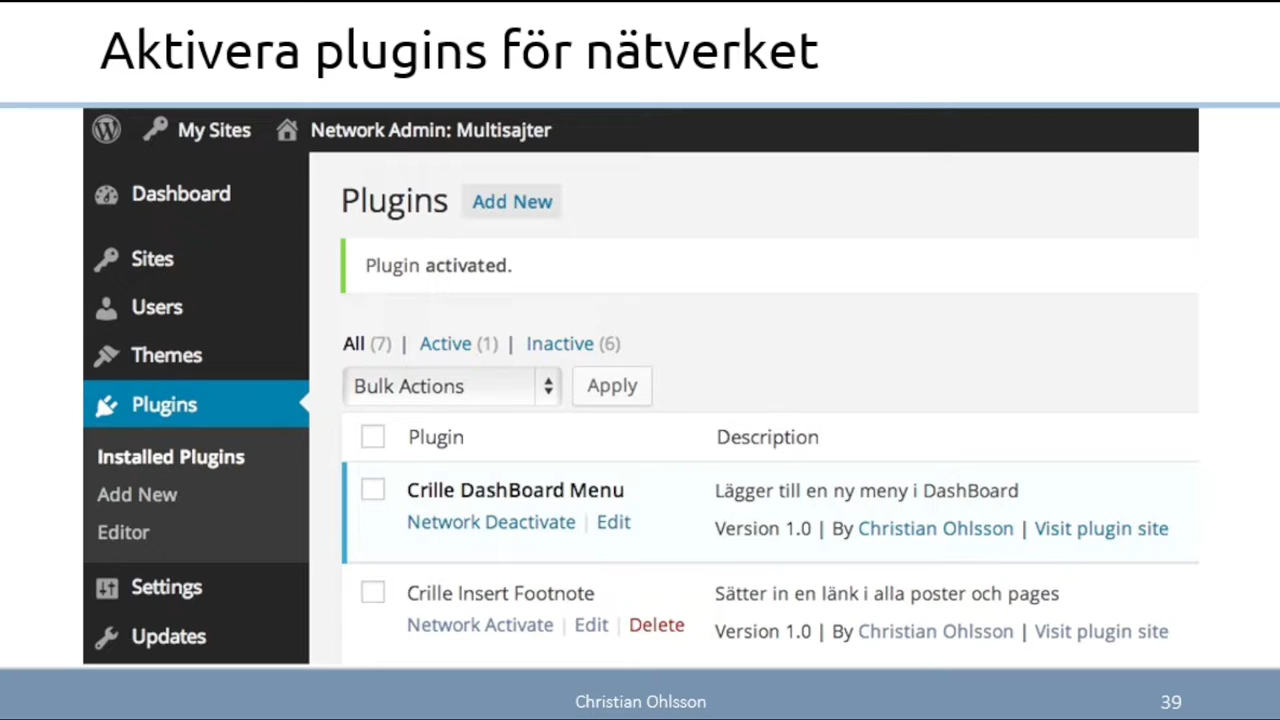 Aktivera plugins för nätverket
My Sites Network Admin: Multisajter
Dashboard
Sites
Users
Themes
Plugins
Installed Plugins
Add New
Editor
Settings
Updates
Plugins Add New
Plugin activated.
All (7) | Active (1) | Inactive (6)
Bulk Actions Apply
Plugin Description
Crille DashBoard Menu Lägger till en ny meny i DashBoard
Network Deactivate | Edit Version 1.0 | By Christian Ohlsson | Visit plugin site
Crille Insert Footnote Sätter in en länk i alla poster och pages
Network Activate | Edit | Delete Version 1.0 | By Christian Ohlsson | Visit plugin site
Christian Ohlsson 39